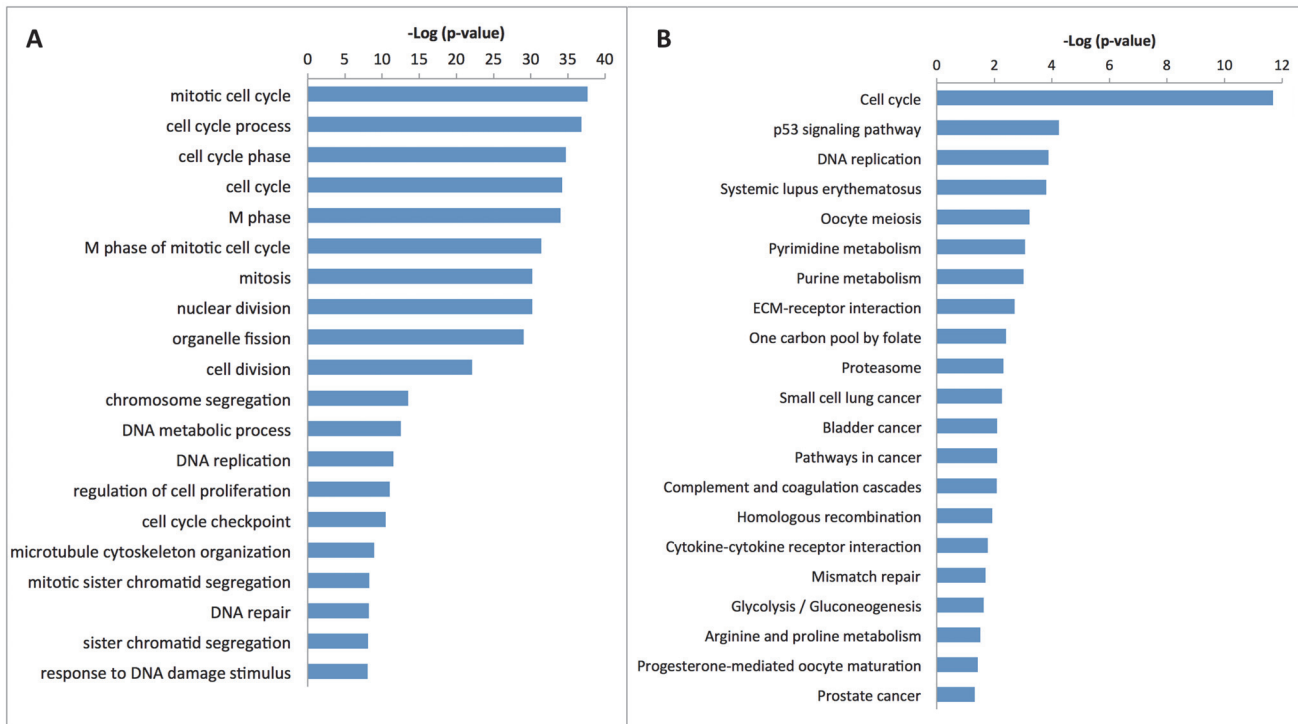 A
-Log (p-value)
0 5 10 15 20 25 30 35 40
mitotic cell cycle
cell cycle process
cell cycle phase
cell cycle
M phase
M phase of mitotic cell cycle
mitosis
nuclear division
organelle fission
cell division
chromosome segregation
DNA metabolic process
DNA replication
regulation of cell proliferation
cell cycle checkpoint
microtubule cytoskeleton organization
mitotic sister chromatid segregation
DNA repair
sister chromatid segregation
response to DNA damage stimulus
B
-Log (p-value)
0 2 4 6 8 10 12
Cell cycle
p53 signaling pathway
DNA replication
Systemic lupus erythematosus
Oocyte meiosis
Pyrimidine metabolism
Purine metabolism
ECM-receptor interaction
One carbon pool by folate
Proteasome
Small cell lung cancer
Bladder cancer
Pathways in cancer
Complement and coagulation cascades
Homologous recombination
Cytokine-cytokine receptor interaction
Mismatch repair
Glycolysis / Gluconeogenesis
Arginine and proline metabolism
Progesterone-mediated oocyte maturation
Prostate cancer